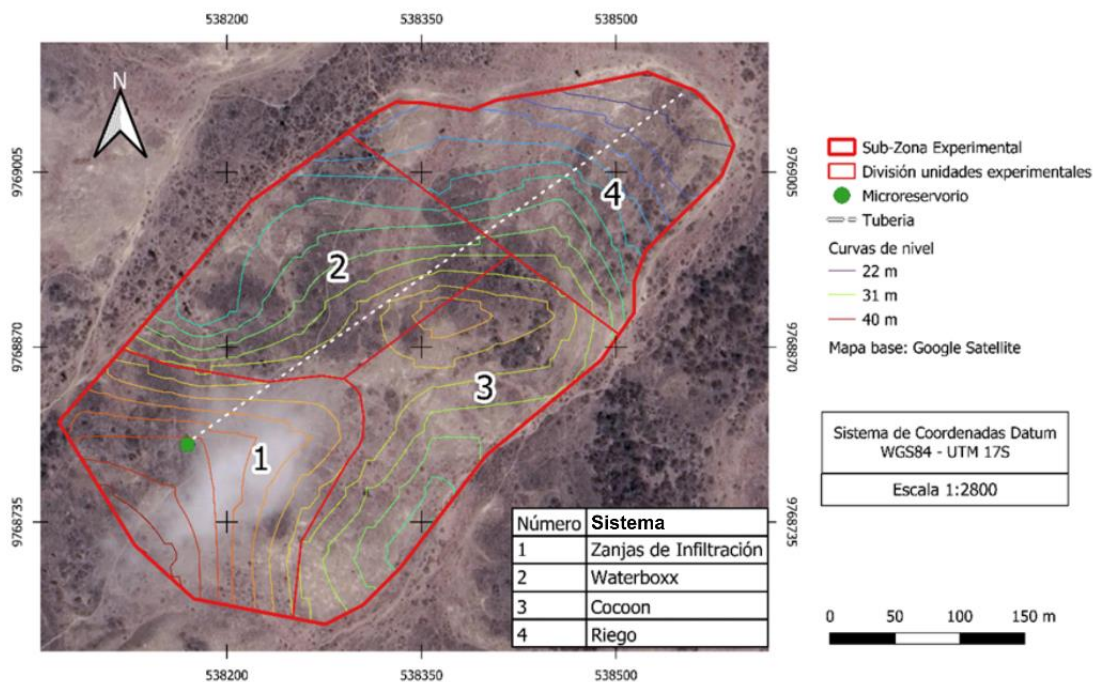 538200 538350 538500
N
9769005 9769005
9768870 9768870
9768735 9768735
4
2
3
1
Número Sistema
1 Zanjas de Infiltración
2 Waterboxx
3 Cocoon
4 Riego
538200 538350 538500
Sub-Zona Experimental
División unidades experimentales
Microreservorio
Tuberia
Curvas de nivel
22 m
31 m
40 m
Mapa base: Google Satellite
Sistema de Coordenadas Datum
WGS84 - UTM 17S
Escala 1:2800
0 50 100 150 m